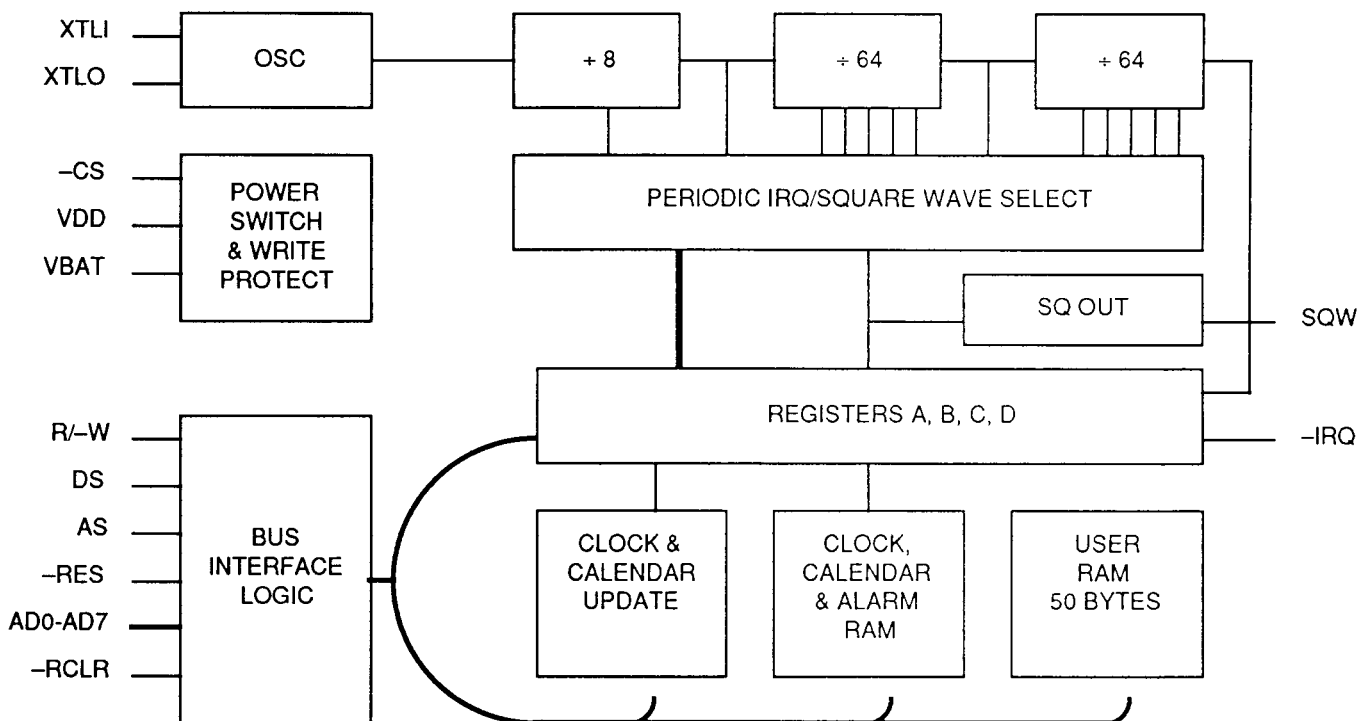 XTLI
XTLO
OSC
+ 8
÷ 64
÷ 64
–CS
VDD
VBAT
POWER
SWITCH
& WRITE
PROTECT
PERIODIC IRQ/SQUARE WAVE SELECT
SQ OUT
SQW
REGISTERS A, B, C, D
–IRQ
R/–W
DS
AS
–RES
AD0-AD7
–RCLR
BUS
INTERFACE
LOGIC
CLOCK &
CALENDAR
UPDATE
CLOCK,
CALENDAR
& ALARM
RAM
USER
RAM
50 BYTES